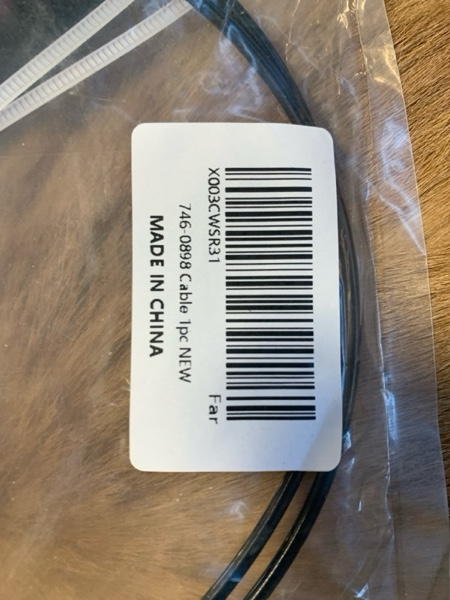 X003CWSR31 Far
746-0898 Cable 1pc NEW
MADE IN CHINA